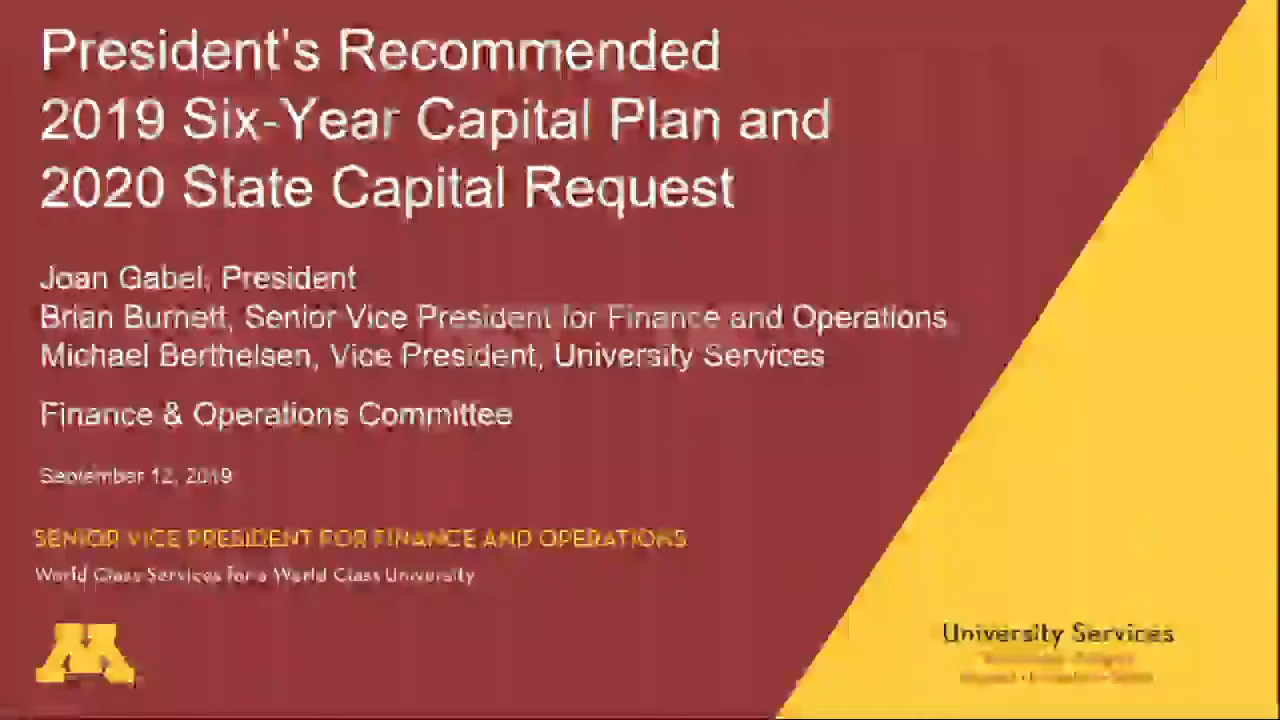 President's Recommended
2019 Six-Year Capital Plan and
2020 State Capital Request
Joan Gabel, President
Brian Burnett, Senior Vice President for Finance and Operations
Michael Berthelsen, Vice President, University Services
Finance & Operations Committee
September 12, 2019
SENIOR VICE PRESIDENT FOR FINANCE AND OPERATIONS
World Class Services for a World Class University
M
University Services